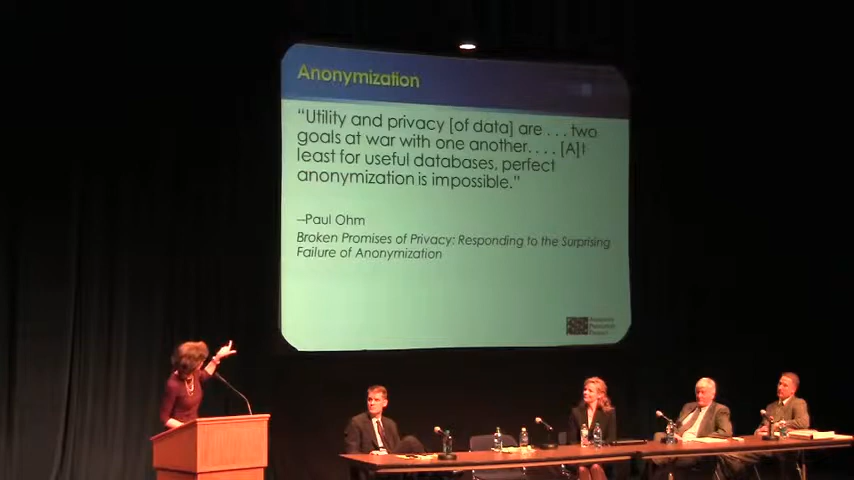 Anonymization
“Utility and privacy [of data] are . . . two
goals at war with one another. . . . [A]t
least for useful databases, perfect
anonymization is impossible.”
--Paul Ohm
Broken Promises of Privacy: Responding to the Surprising
Failure of Anonymization